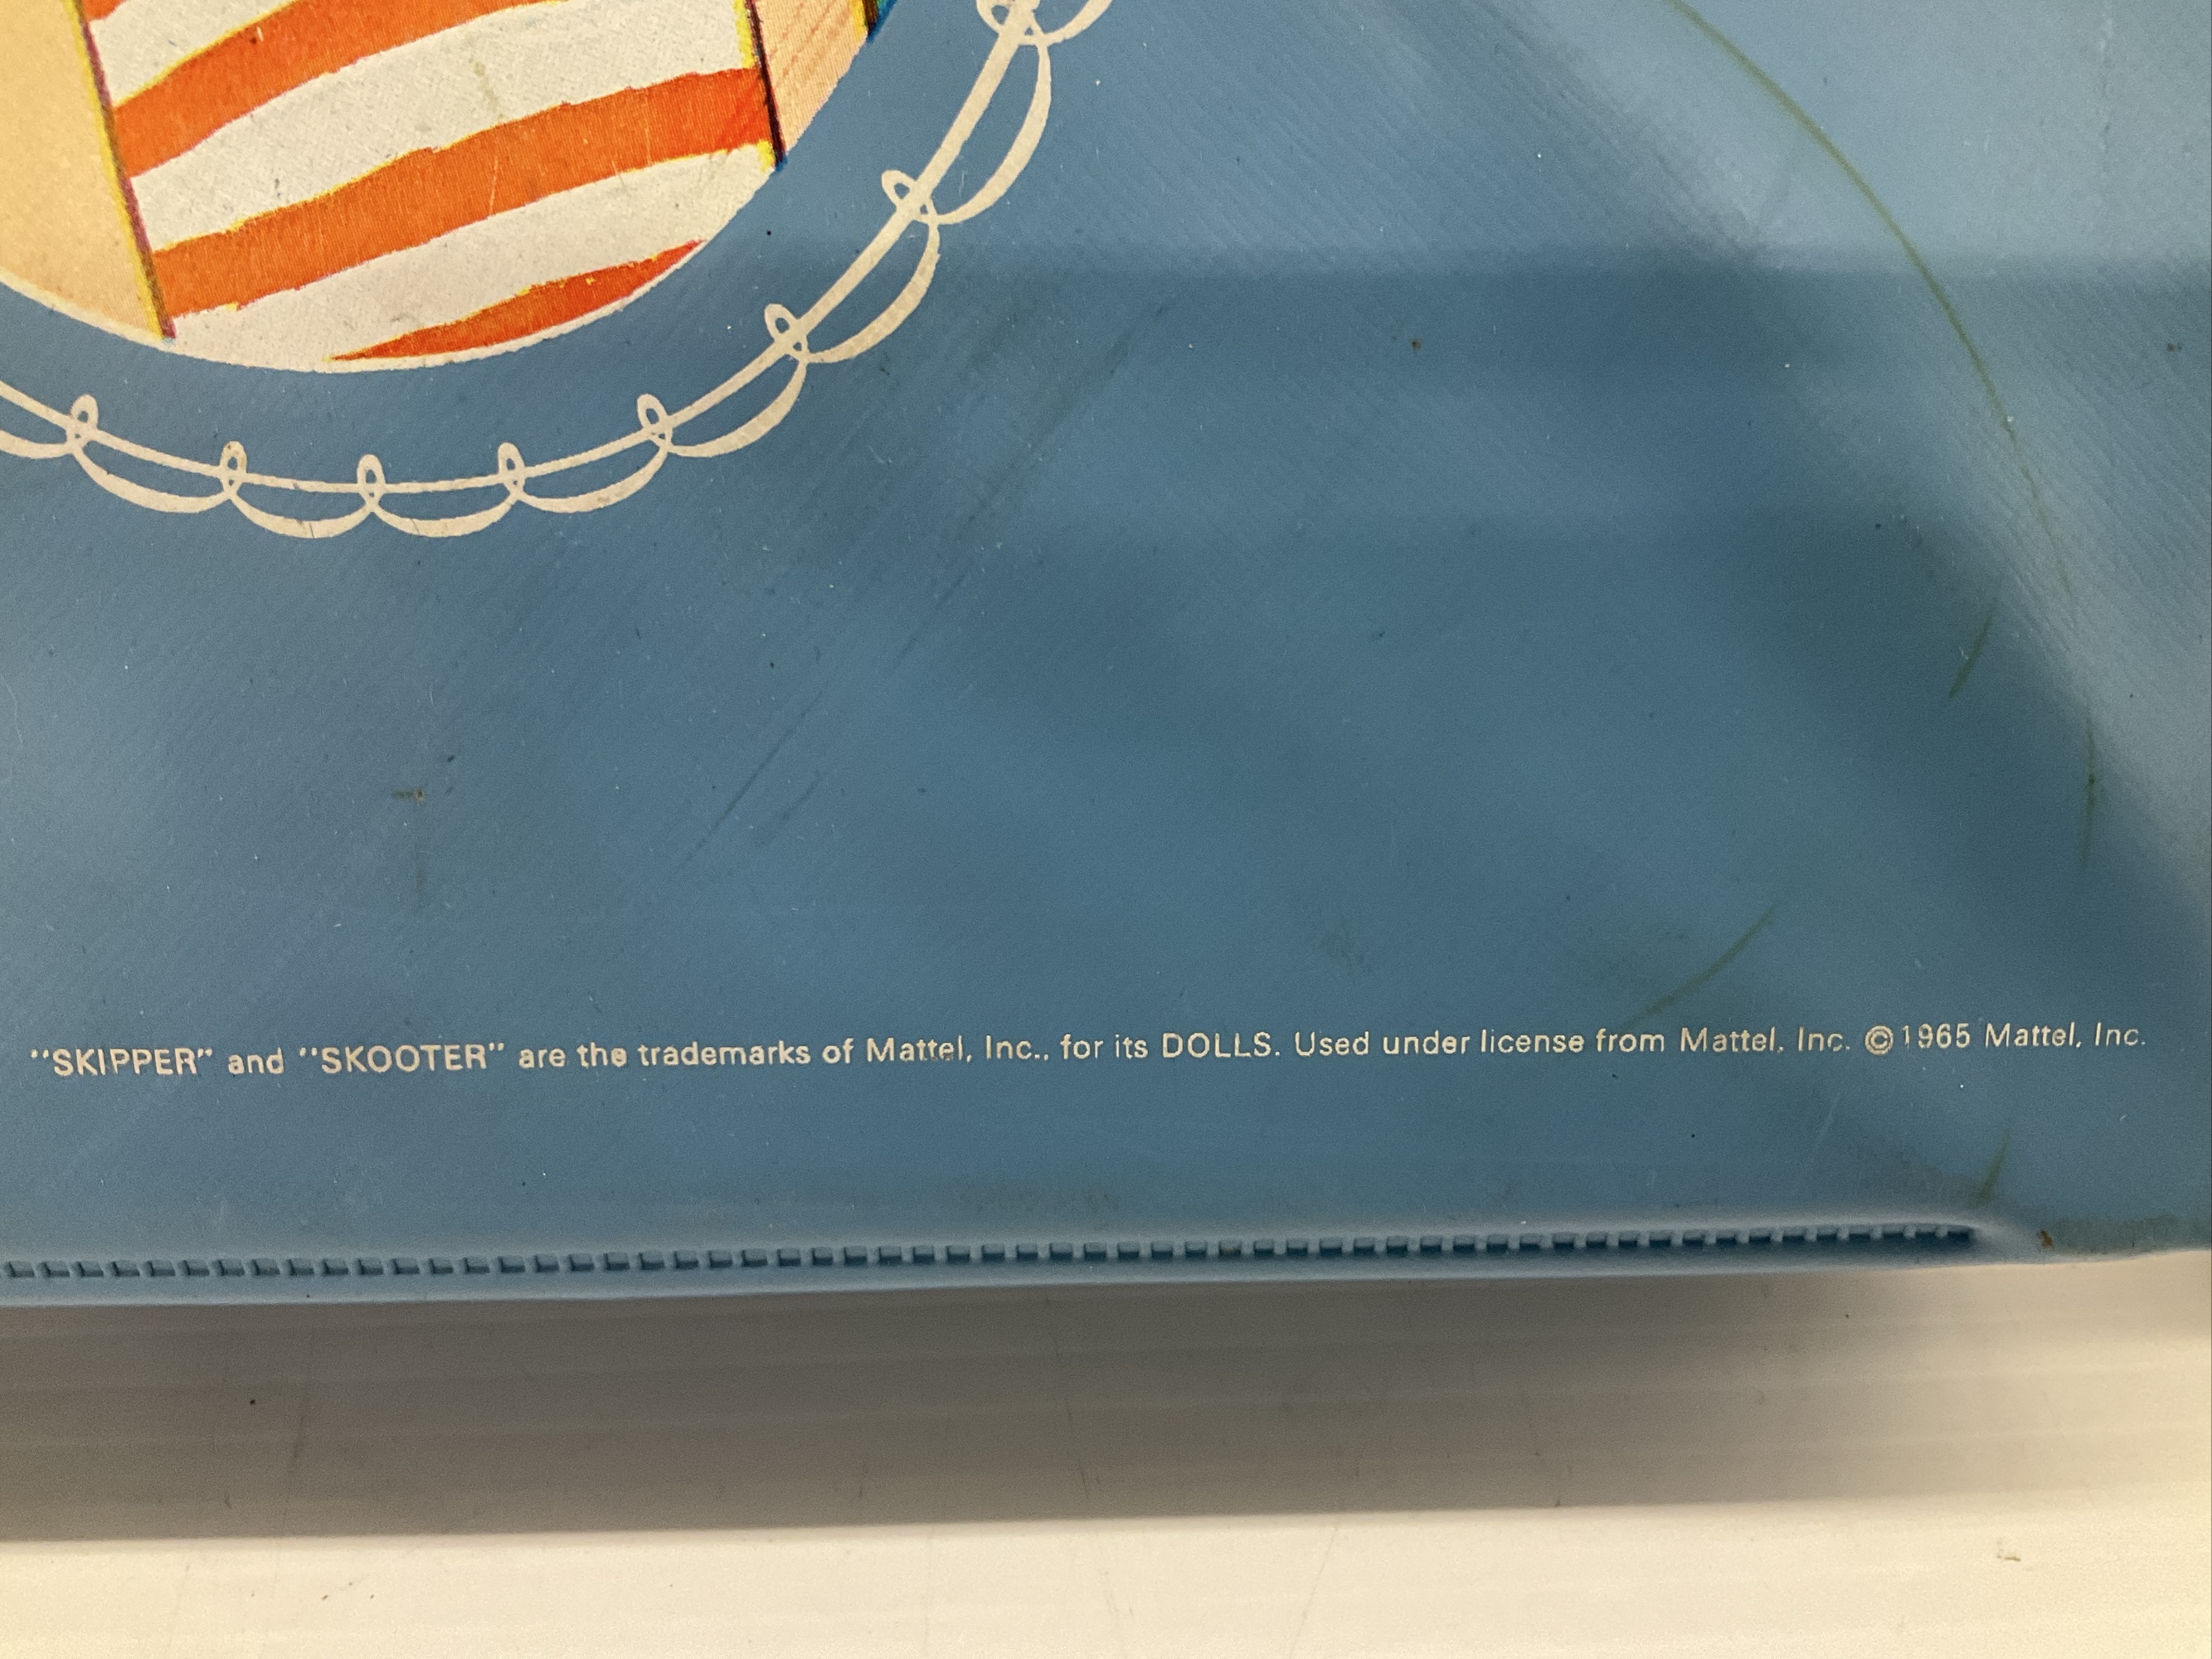 "SKIPPER" and "SKOOTER" are the trademarks of Mattel, Inc., for its DOLLS. Used under license from Mattel, Inc. ©1965 Mattel, Inc.